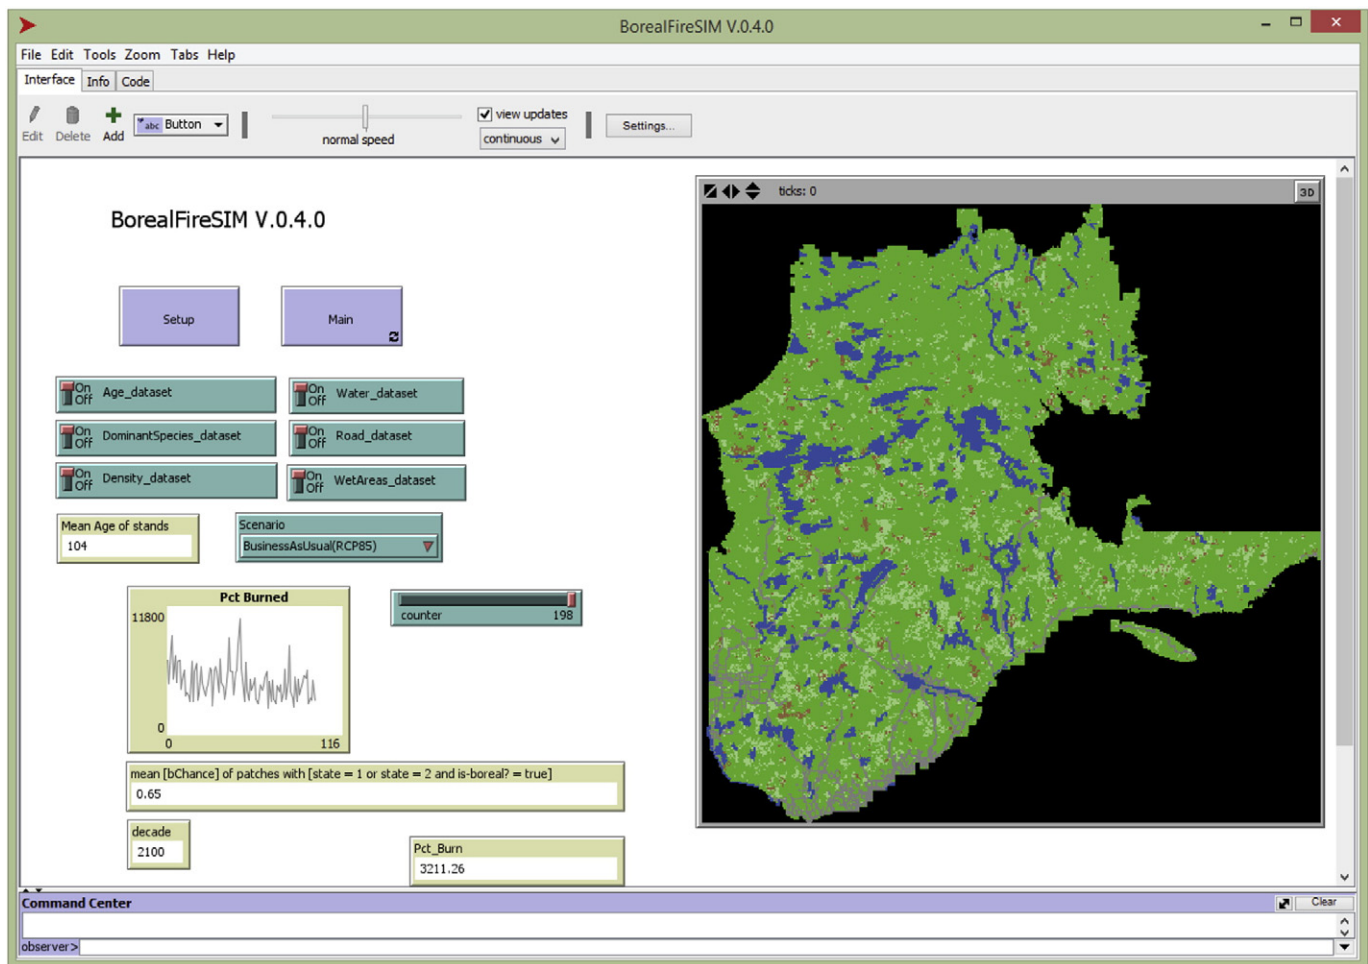 BorealFireSIM V.0.4.0
File Edit Tools Zoom Tabs Help
Interface Info Code
Edit Delete Add abc Button normal speed view updates continuous Settings...
BorealFireSIM V.0.4.0
ticks: 0 3D
Setup Main
On Off Age_dataset
On Off Water_dataset
On Off DominantSpecies_dataset
On Off Road_dataset
On Off Density_dataset
On Off WetAreas_dataset
Mean Age of stands
104
Scenario
BusinessAsUsual(RCP85)
Pct Burned
11800
0
0 116
counter 198
mean [bChance] of patches with [state = 1 or state = 2 and is-boreal? = true]
0.65
decade
2100
Pct_Burn
3211.26
Command Center Clear
observer>